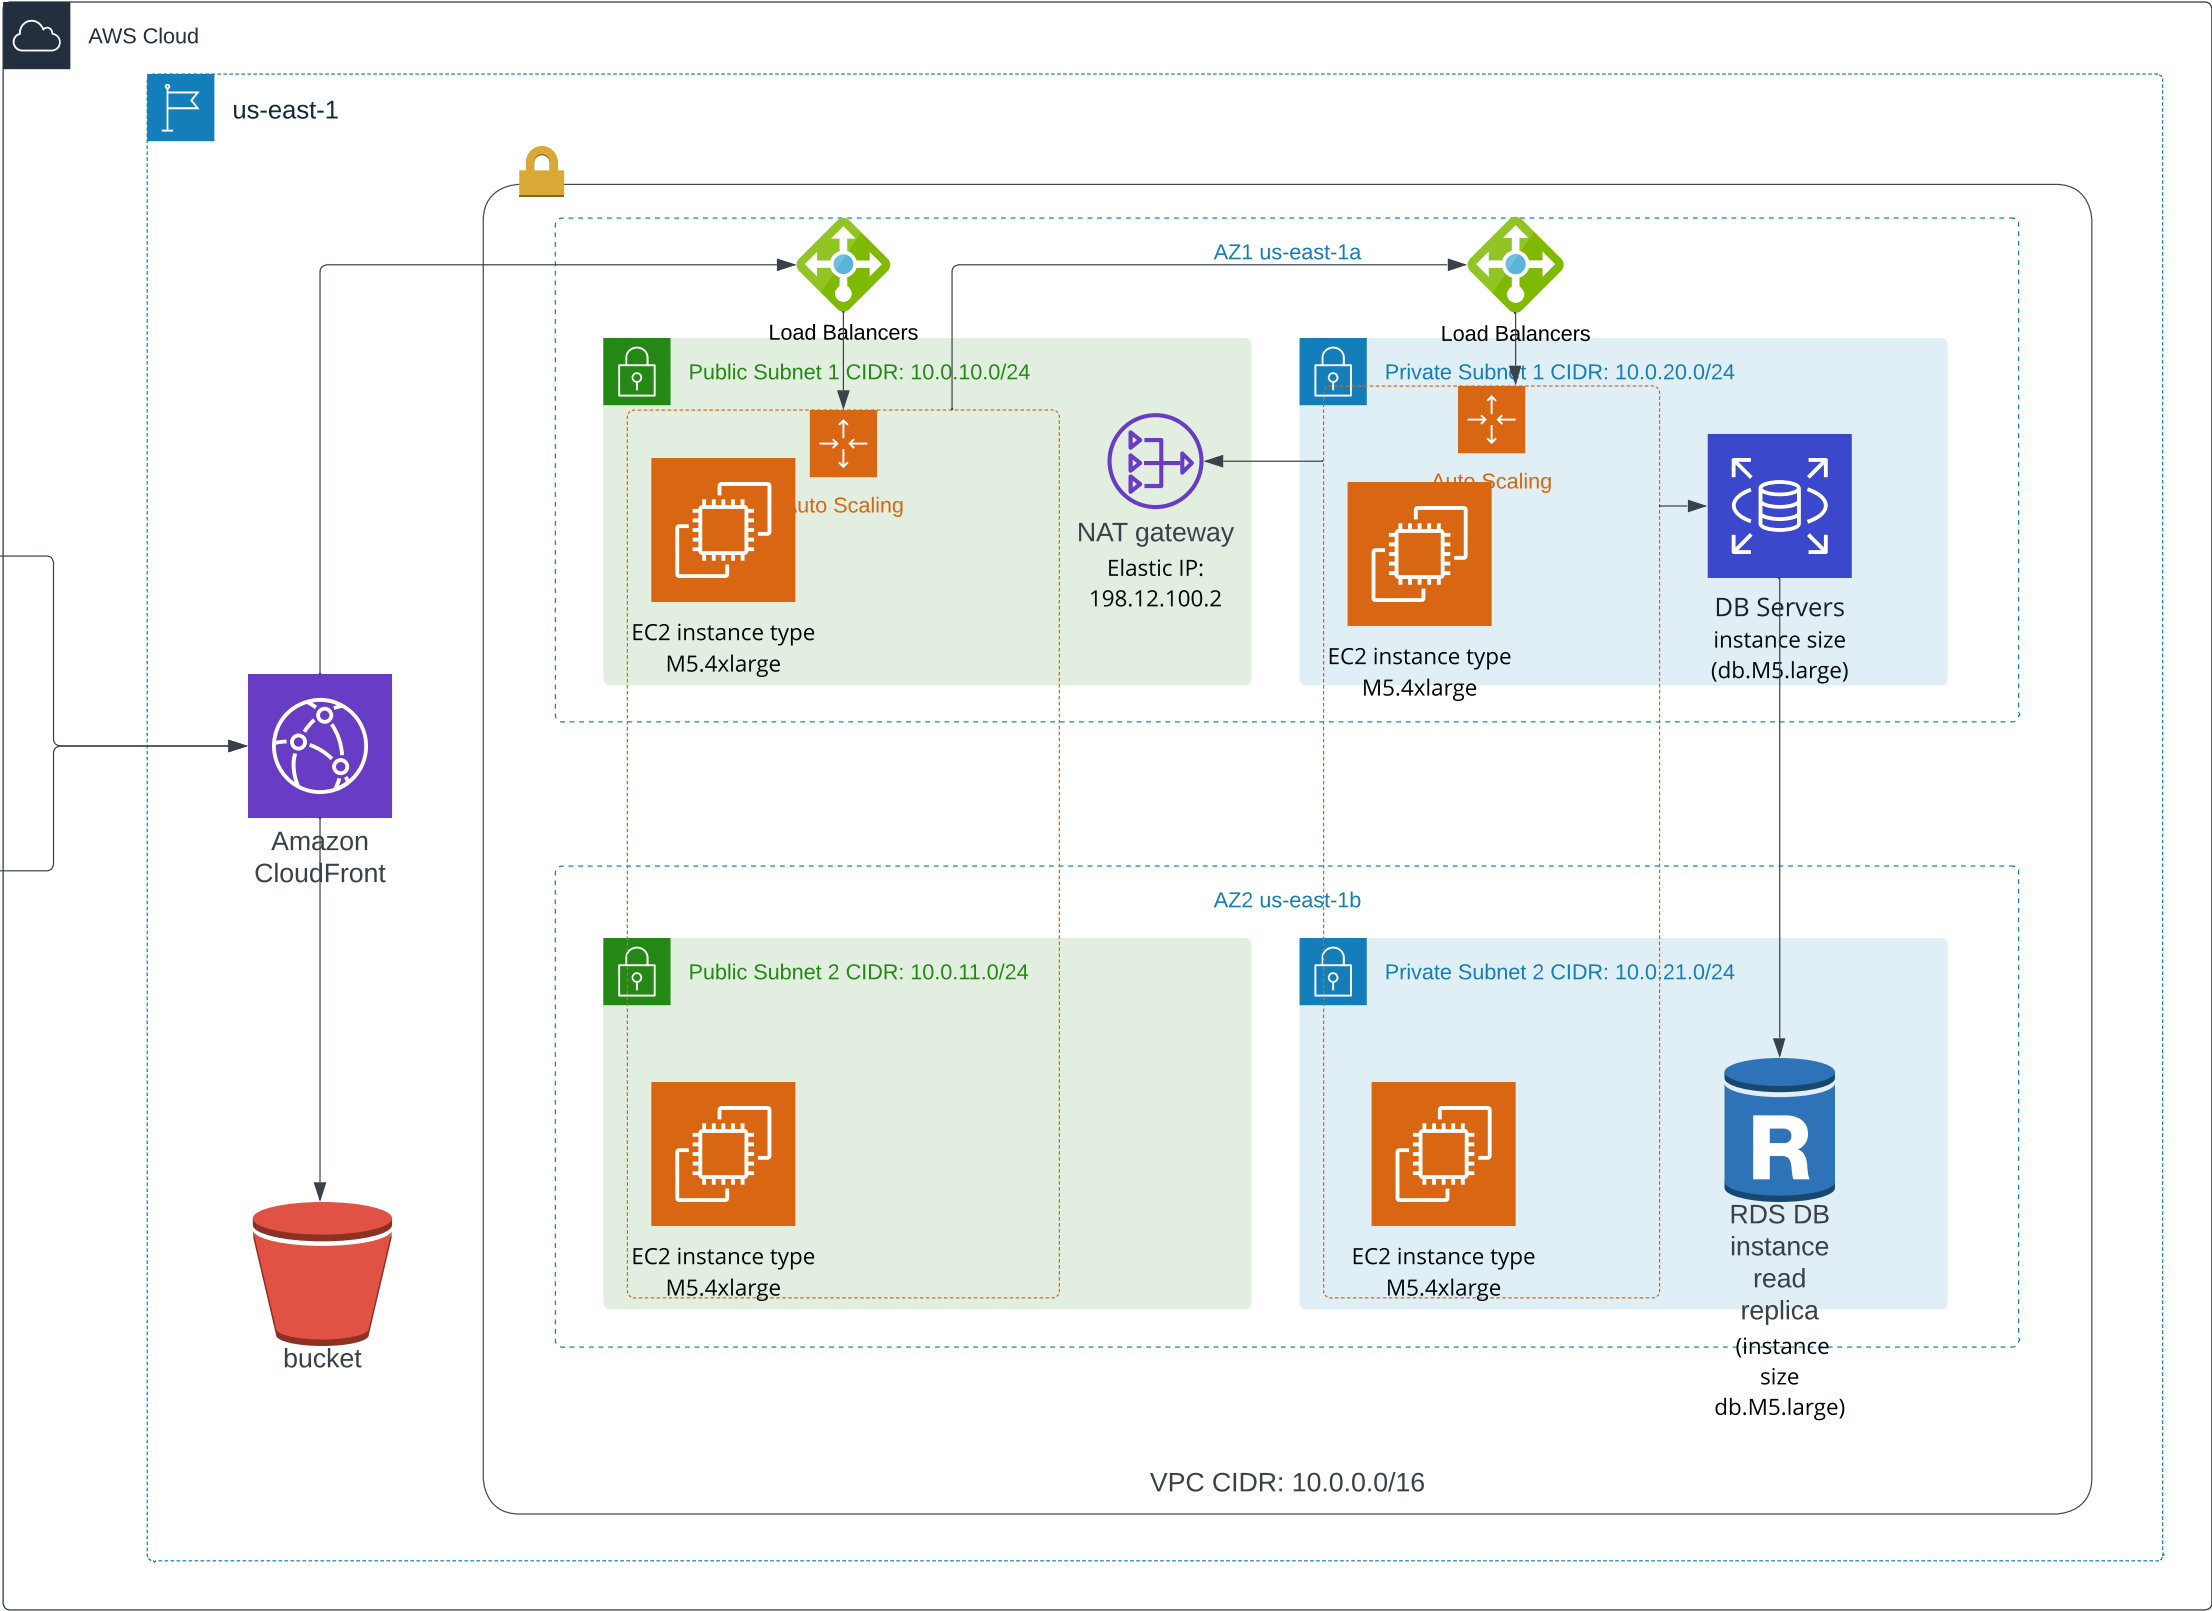 AWS Cloud
us-east-1
AZ1 us-east-1a
Load Balancers
Load Balancers
Public Subnet 1 CIDR: 10.0.10.0/24
Private Subnet 1 CIDR: 10.0.20.0/24
Auto Scaling
Auto Scaling
NAT gateway
Elastic IP:
198.12.100.2
EC2 instance type
M5.4xlarge
EC2 instance type
M5.4xlarge
DB Servers
instance size
(db.M5.large)
Amazon
CloudFront
AZ2 us-east-1b
Public Subnet 2 CIDR: 10.0.11.0/24
Private Subnet 2 CIDR: 10.0.21.0/24
EC2 instance type
M5.4xlarge
EC2 instance type
M5.4xlarge
R
RDS DB
instance
read
replica
(instance
size
db.M5.large)
bucket
VPC CIDR: 10.0.0.0/16